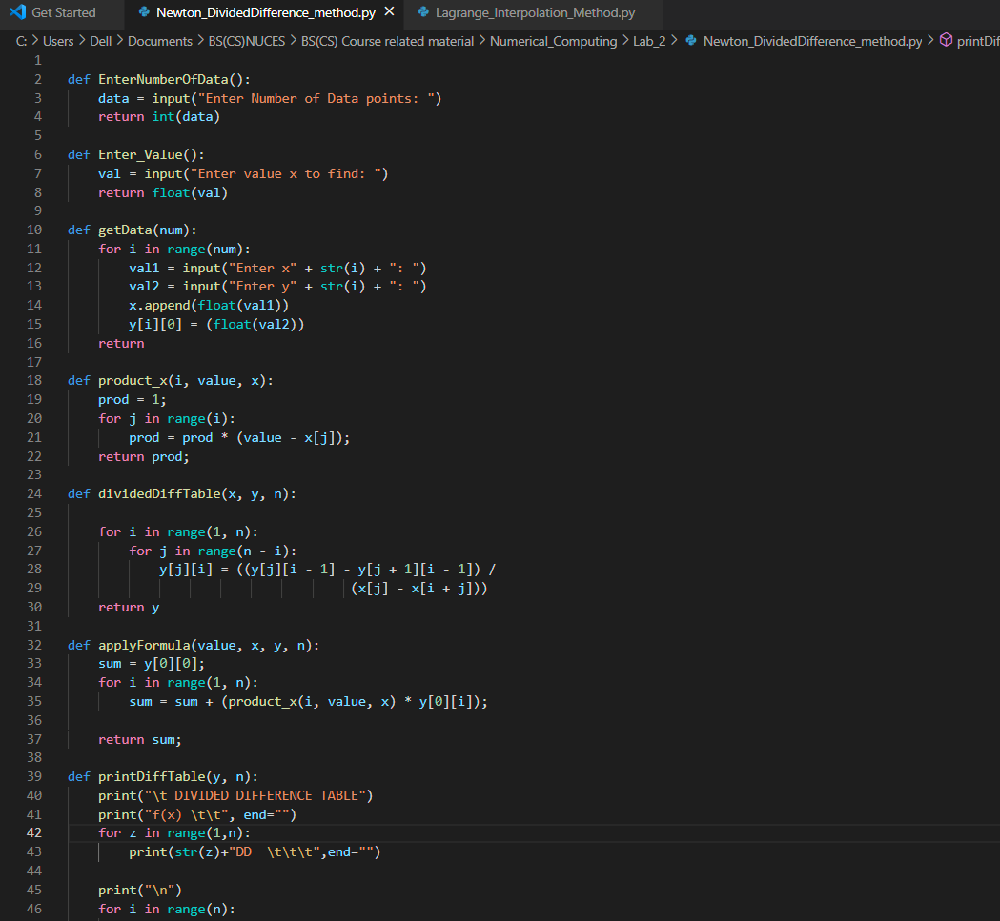 Get Started Newton_DividedDifference_method.py × Lagrange_Interpolation_Method.py
C: > Users > Dell > Documents > BS(CS)NUCES > BS(CS) Course related material > Numerical_Computing > Lab_2 > Newton_DividedDifference_method.py > printDif
1
2 def EnterNumberOfData():
3     data = input("Enter Number of Data points: ")
4     return int(data)
5
6 def Enter_Value():
7     val = input("Enter value x to find: ")
8     return float(val)
9
10 def getData(num):
11     for i in range(num):
12         val1 = input("Enter x" + str(i) + ": ")
13         val2 = input("Enter y" + str(i) + ": ")
14         x.append(float(val1))
15         y[i][0] = (float(val2))
16     return
17
18 def product_x(i, value, x):
19     prod = 1;
20     for j in range(i):
21         prod = prod * (value - x[j]);
22     return prod;
23
24 def dividedDiffTable(x, y, n):
25
26     for i in range(1, n):
27         for j in range(n - i):
28             y[j][i] = ((y[j][i - 1] - y[j + 1][i - 1]) /
29                                      (x[j] - x[i + j]))
30     return y
31
32 def applyFormula(value, x, y, n):
33     sum = y[0][0];
34     for i in range(1, n):
35         sum = sum + (product_x(i, value, x) * y[0][i]);
36
37     return sum;
38
39 def printDiffTable(y, n):
40     print("\t DIVIDED DIFFERENCE TABLE")
41     print("f(x) \t\t", end="")
42     for z in range(1,n):
43         print(str(z)+"DD  \t\t\t",end="")
44
45     print("\n")
46     for i in range(n):